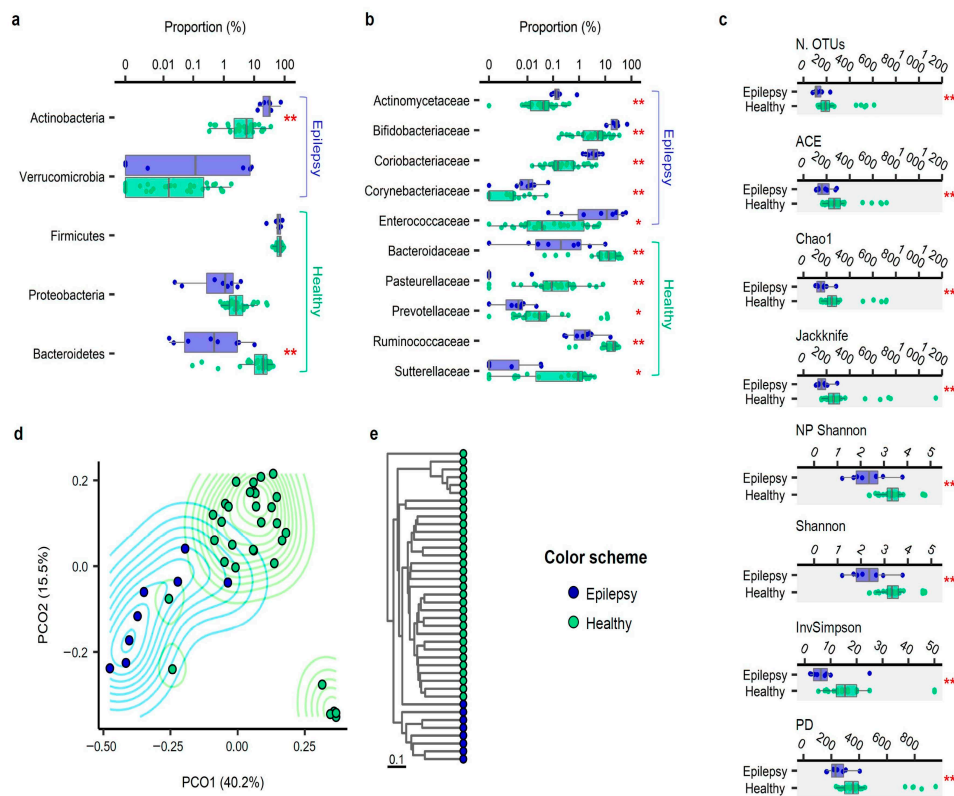 a
Proportion (%)
0 0.01 0.1 1 10 100
Actinobacteria
**
Verrucomicrobia
Firmicutes
Proteobacteria
Bacteroidetes
**
Epilepsy
Healthy
b
Proportion (%)
0 0.01 0.1 1 10 100
Actinomycetaceae **
Bifidobacteriaceae **
Coriobacteriaceae **
Corynebacteriaceae **
Enterococcaceae *
Bacteroidaceae **
Pasteurellaceae **
Prevotellaceae *
Ruminococcaceae **
Sutterellaceae *
Epilepsy
Healthy
c
N. OTUs
0 200 400 600 800 1 000 1 200
Epilepsy **
Healthy
ACE
0 200 400 600 800 1 000 1 200
Epilepsy **
Healthy
Chao1
0 200 400 600 800 1 000 1 200
Epilepsy **
Healthy
Jackknife
0 200 400 600 800 1 000 1 200
Epilepsy **
Healthy
NP Shannon
0 1 2 3 4 5
Epilepsy **
Healthy
Shannon
0 1 2 3 4 5
Epilepsy **
Healthy
InvSimpson
0 10 20 30 40 50
Epilepsy **
Healthy
PD
0 200 400 600 800
Epilepsy **
Healthy
d
0.2
0.0
−0.2
PCO2 (15.5%)
−0.50 −0.25 0.00 0.25
PCO1 (40.2%)
e
0.1
Color scheme
Epilepsy
Healthy